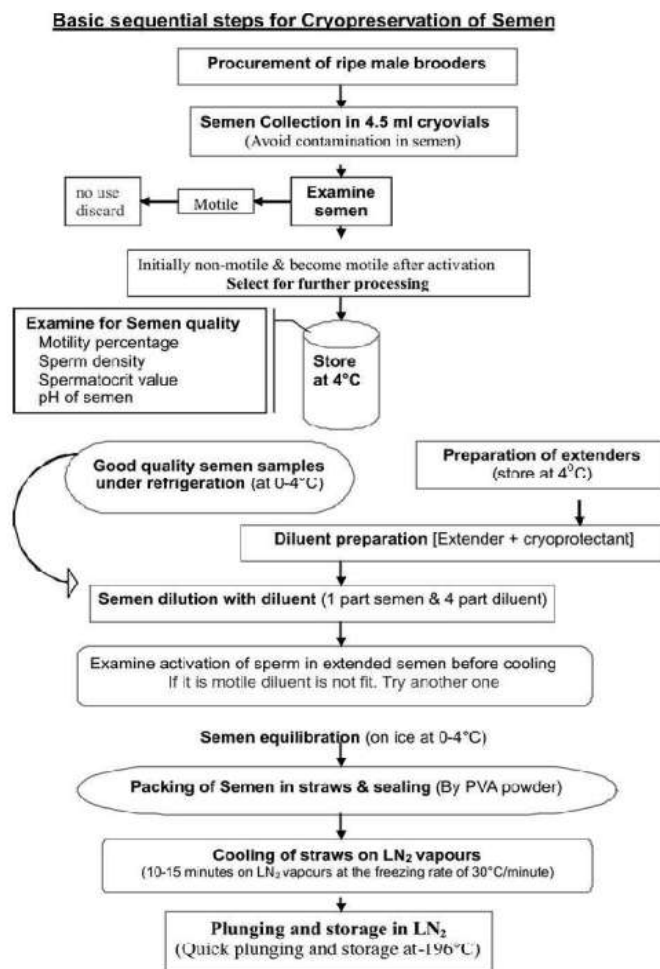 Basic sequential steps for Cryopreservation of Semen
Procurement of ripe male brooders
Semen Collection in 4.5 ml cryovials
(Avoid contamination in semen)
no use
discard
Motile
Examine
semen
Initially non-motile & become motile after activation
Select for further processing
Examine for Semen quality
Motility percentage
Sperm density
Spermatocrit value
pH of semen
Store
at 4°C
Good quality semen samples
under refrigeration (at 0-4°C)
Preparation of extenders
(store at 4⁰C)
Diluent preparation [Extender + cryoprotectant]
Semen dilution with diluent (1 part semen & 4 part diluent)
Examine activation of sperm in extended semen before cooling
If it is motile diluent is not fit. Try another one
Semen equilibration (on ice at 0-4°C)
Packing of Semen in straws & sealing (By PVA powder)
Cooling of straws on LN₂ vapours
(10-15 minutes on LN₂ vapours at the freezing rate of 30°C/minute)
Plunging and storage in LN₂
(Quick plunging and storage at-196°C)